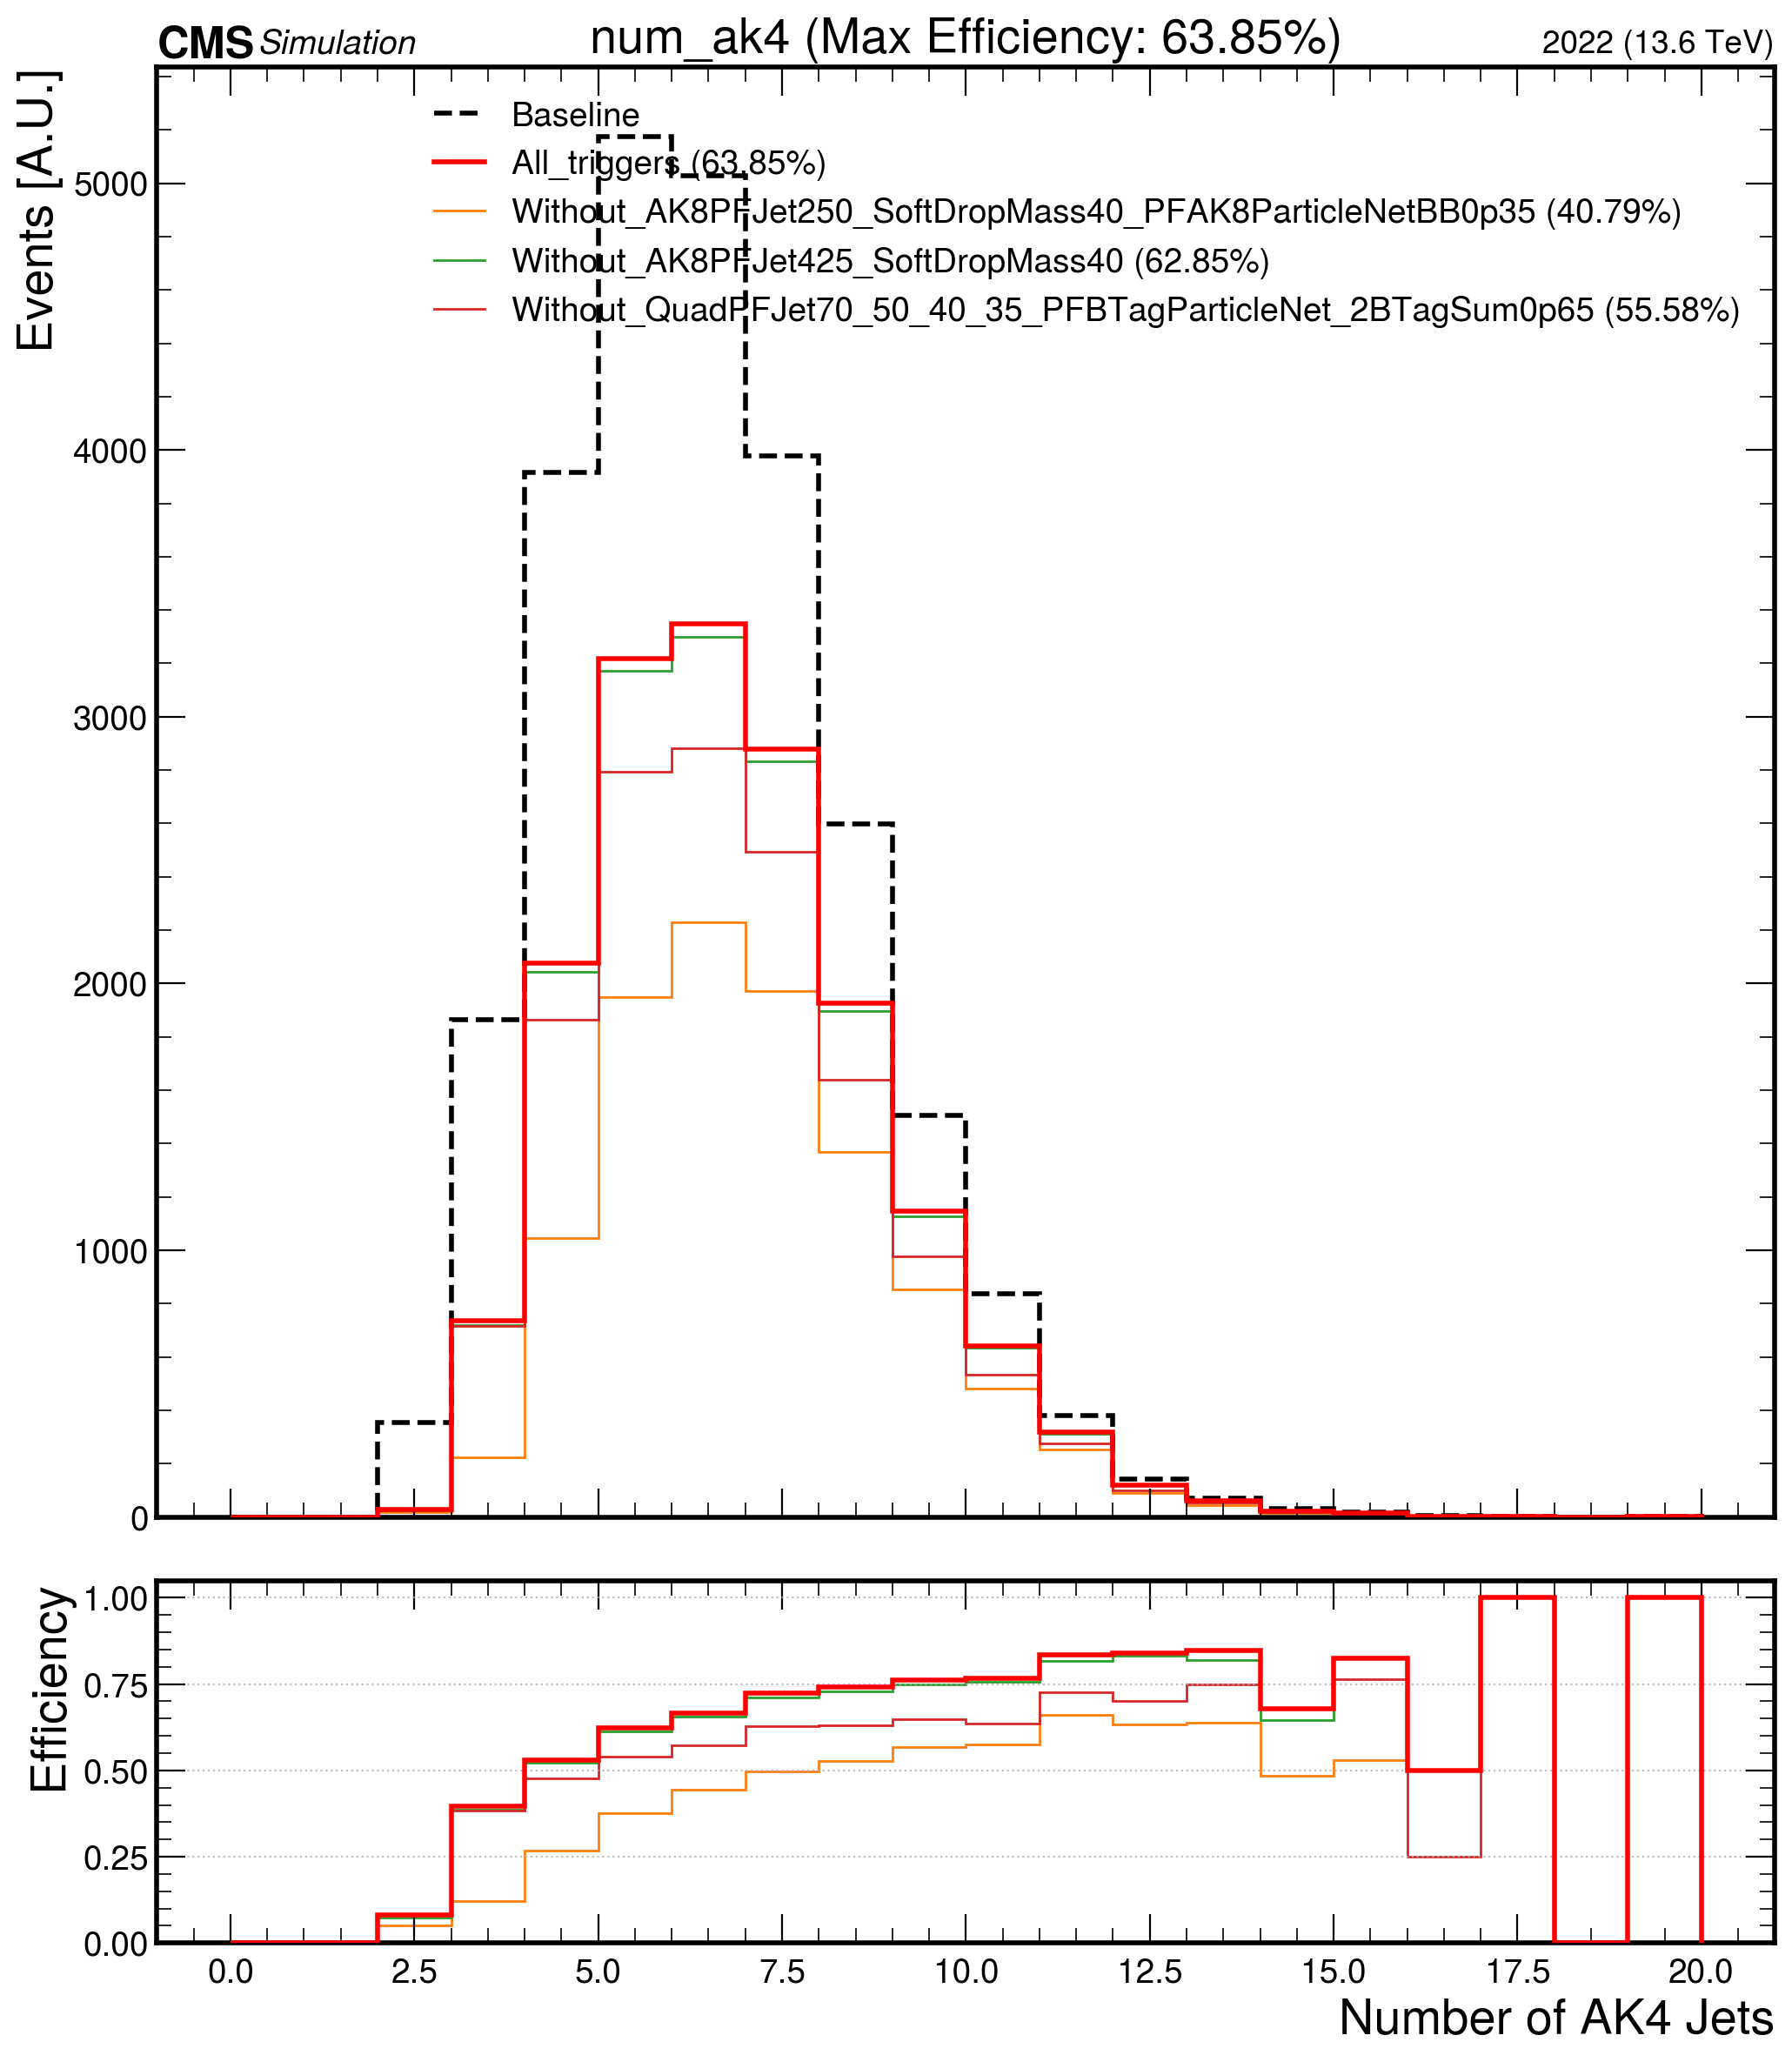 CMS Simulation num_ak4 (Max Efficiency: 63.85%) 2022 (13.6 TeV)
Events [A.U.]
Baseline
All_triggers (63.85%)
Without_AK8PFJet250_SoftDropMass40_PFAK8ParticleNetBB0p35 (40.79%)
Without_AK8PFJet425_SoftDropMass40 (62.85%)
Without_QuadPFJet70_50_40_35_PFBTagParticleNet_2BTagSum0p65 (55.58%)
5000
4000
3000
2000
1000
0
Efficiency
1.00
0.75
0.50
0.25
0.00
0.0 2.5 5.0 7.5 10.0 12.5 15.0 17.5 20.0
Number of AK4 Jets